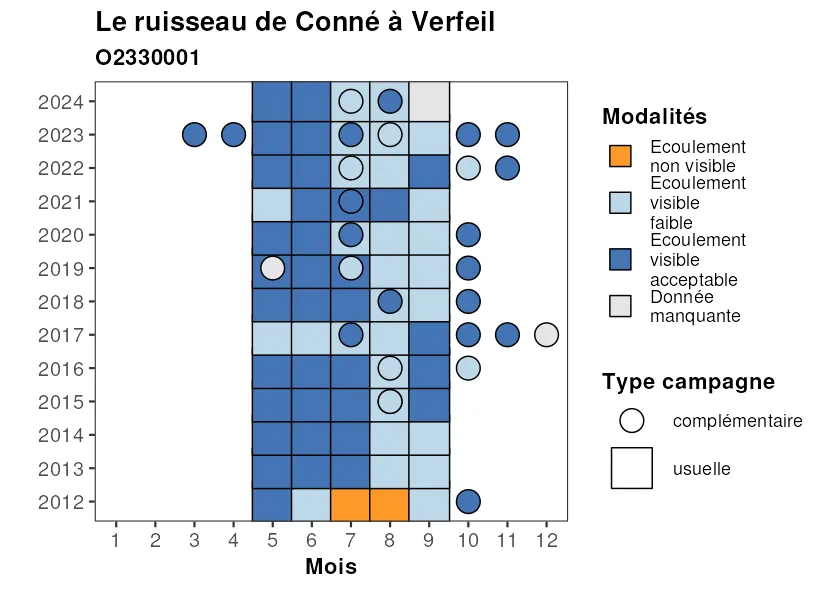 Le ruisseau de Conné à Verfeil
O2330001
2024
2023
2022
2021
2020
2019
2018
2017
2016
2015
2014
2013
2012
1 2 3 4 5 6 7 8 9 10 11 12
Mois
Modalités
Ecoulement
non visible
Ecoulement
visible
faible
Ecoulement
visible
acceptable
Donnée
manquante
Type campagne
complémentaire
usuelle